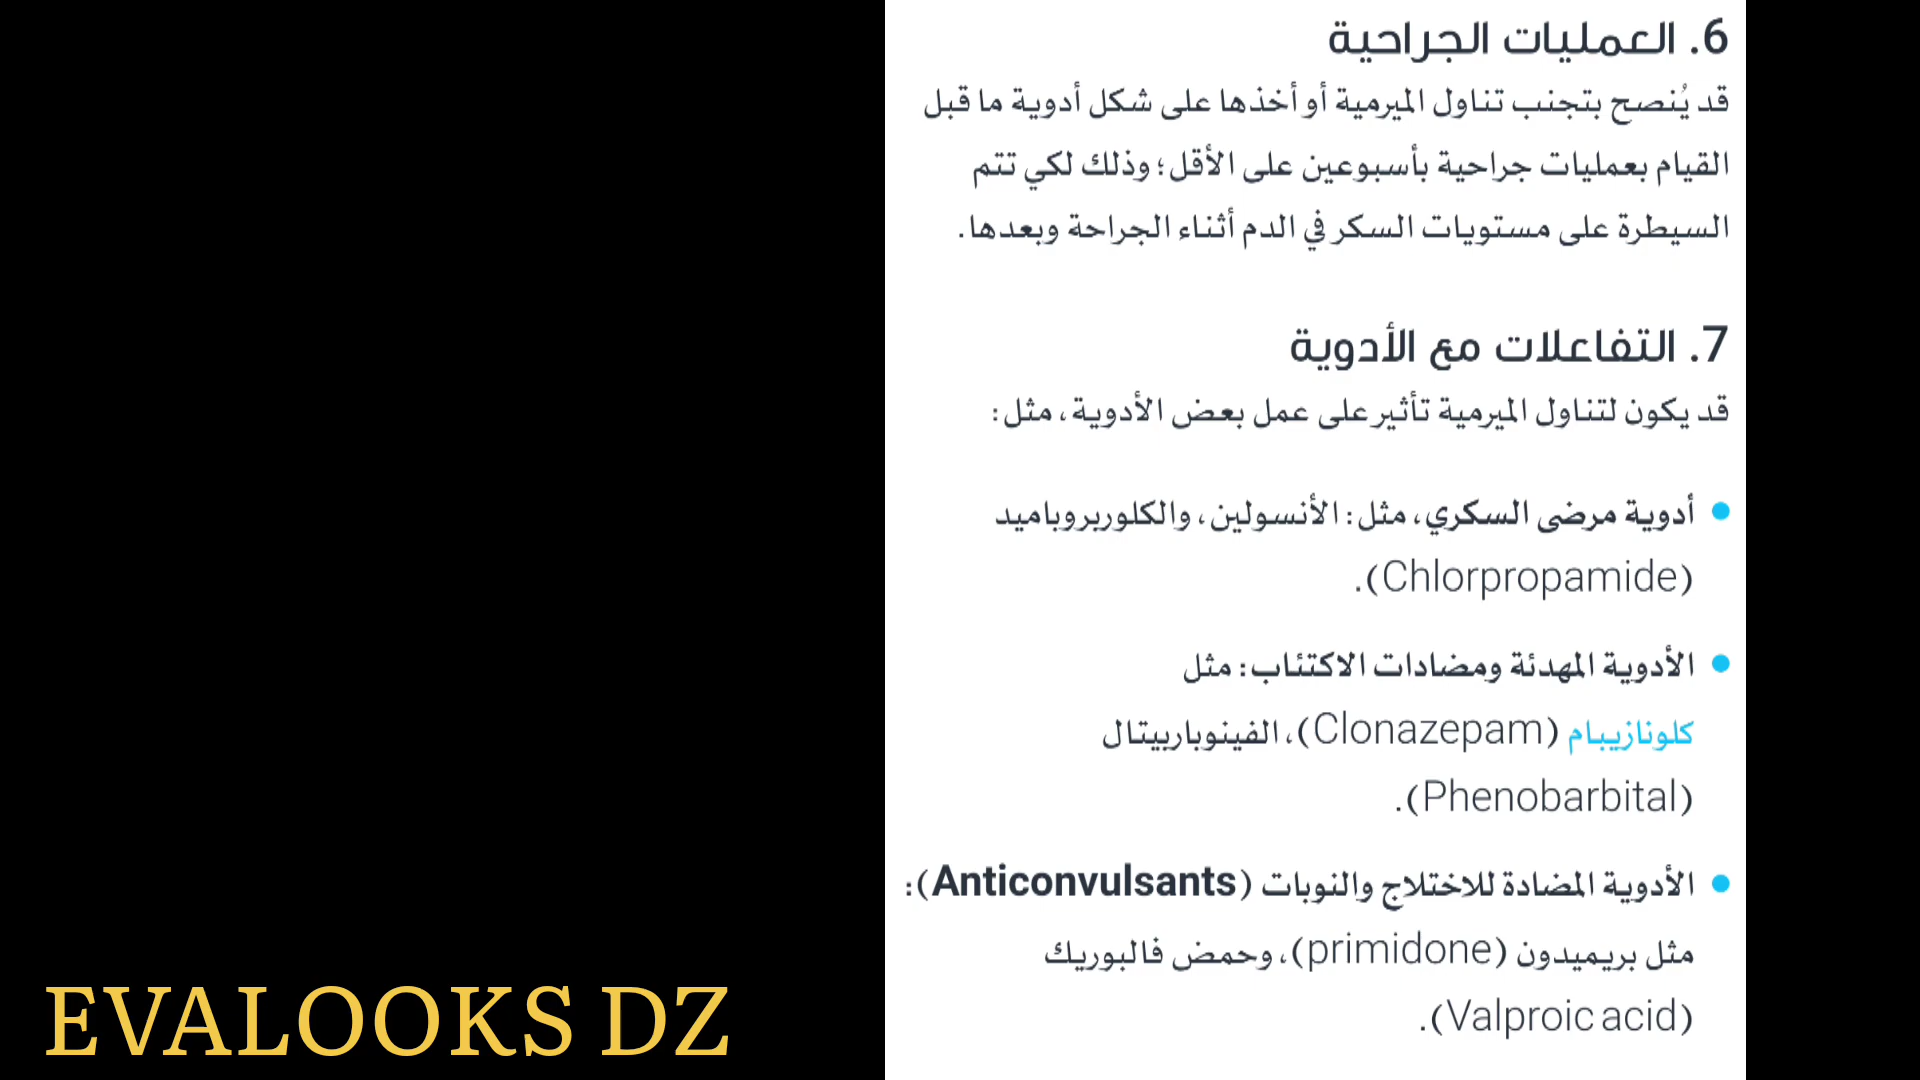 6. العمليات الجراحية
قد يُنصح بتجنب تناول الميرمية أو أخذها على شكل أدوية ما قبل
القيام بعمليات جراحية بأسبوعين على الأقل؛ وذلك لكي تتم
السيطرة على مستويات السكر في الدم أثناء الجراحة وبعدها.
7. التفاعلات مع الأدوية
قد يكون لتناول الميرمية تأثير على عمل بعض الأدوية، مثل:
أدوية مرضى السكري، مثل: الأنسولين، والكلوربروباميد
(Chlorpropamide).
الأدوية المهدئة ومضادات الاكتئاب: مثل
كلونازيبام (Clonazepam)، الفينوباربيتال
(Phenobarbital).
الأدوية المضادة للاختلاج والنوبات (Anticonvulsants):
مثل بريميدون (primidone)، وحمض فالبوريك
(Valproic acid).
EVALOOKS DZ